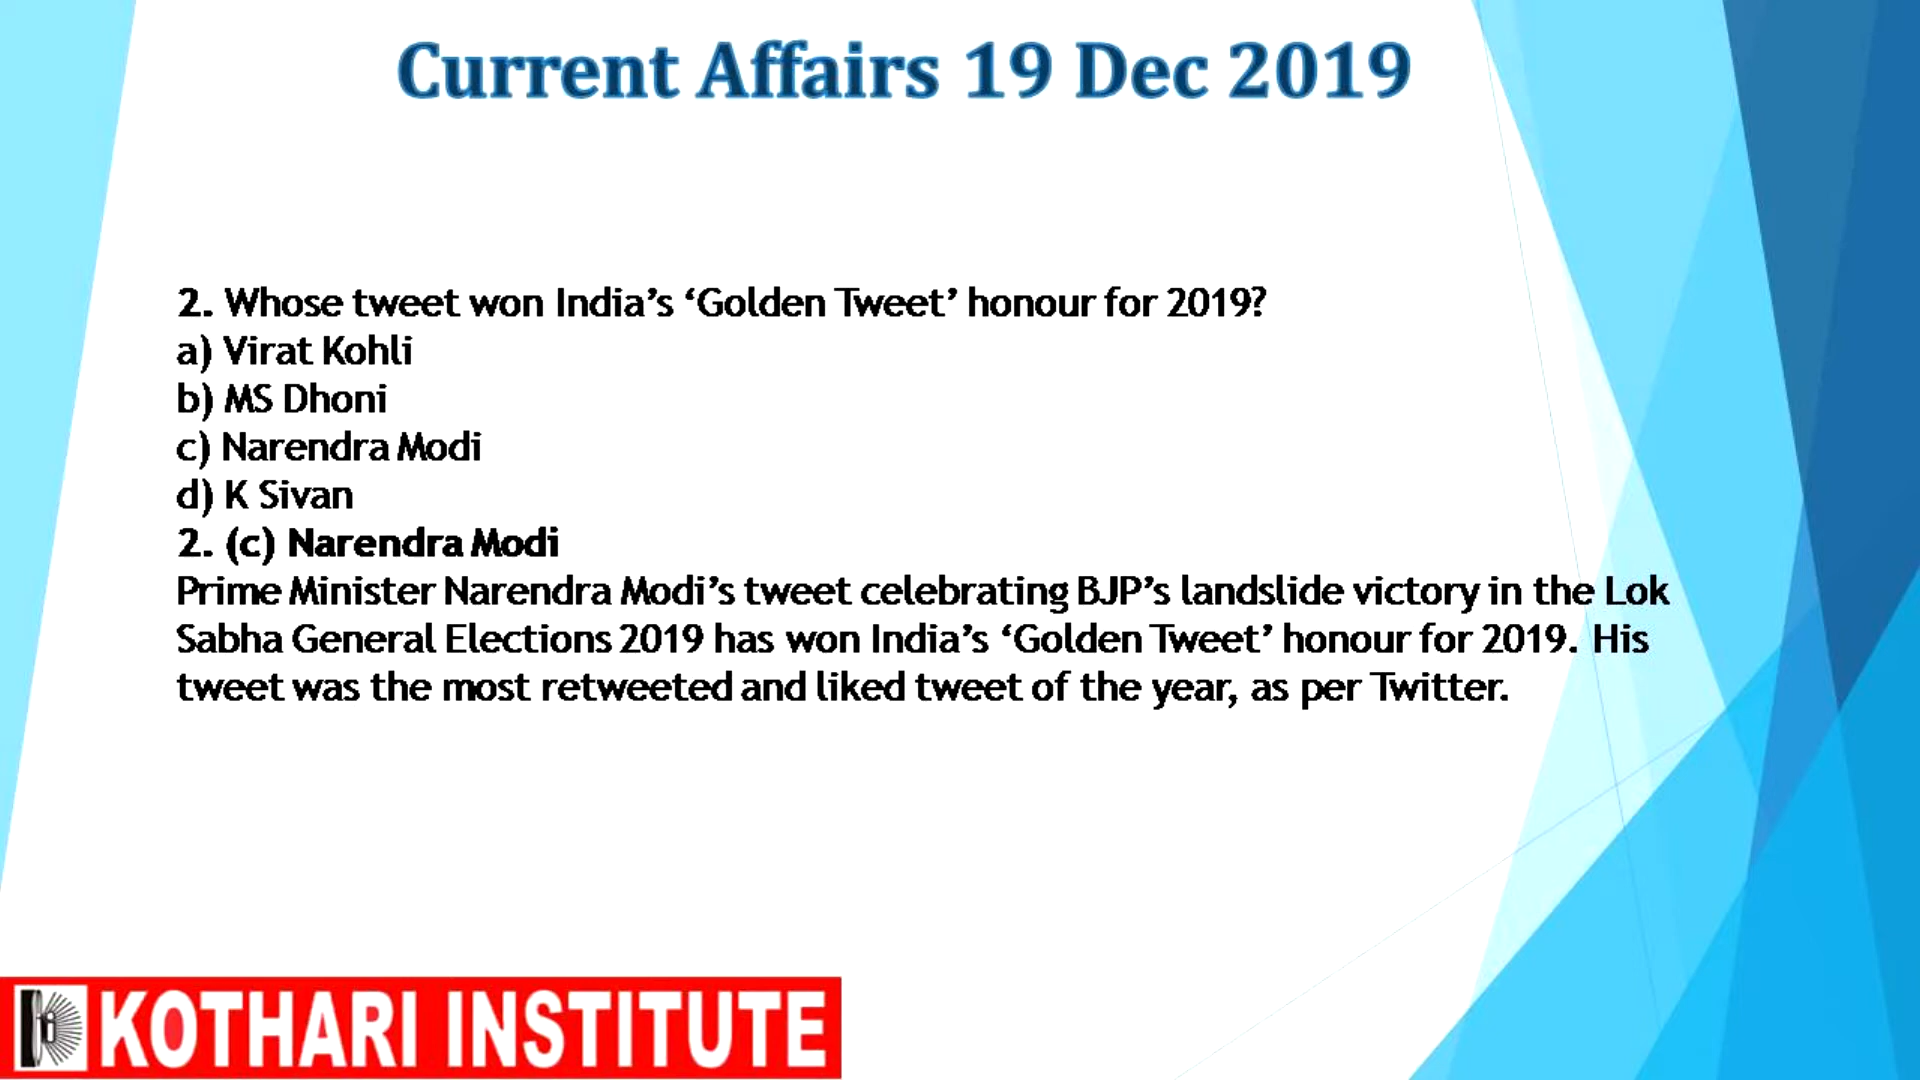 Current Affairs 19 Dec 2019
2. Whose tweet won India’s ‘Golden Tweet’ honour for 2019?
a) Virat Kohli
b) MS Dhoni
c) Narendra Modi
d) K Sivan
2. (c) Narendra Modi
Prime Minister Narendra Modi’s tweet celebrating BJP’s landslide victory in the Lok
Sabha General Elections 2019 has won India’s ‘Golden Tweet’ honour for 2019. His
tweet was the most retweeted and liked tweet of the year, as per Twitter.
KOTHARI INSTITUTE